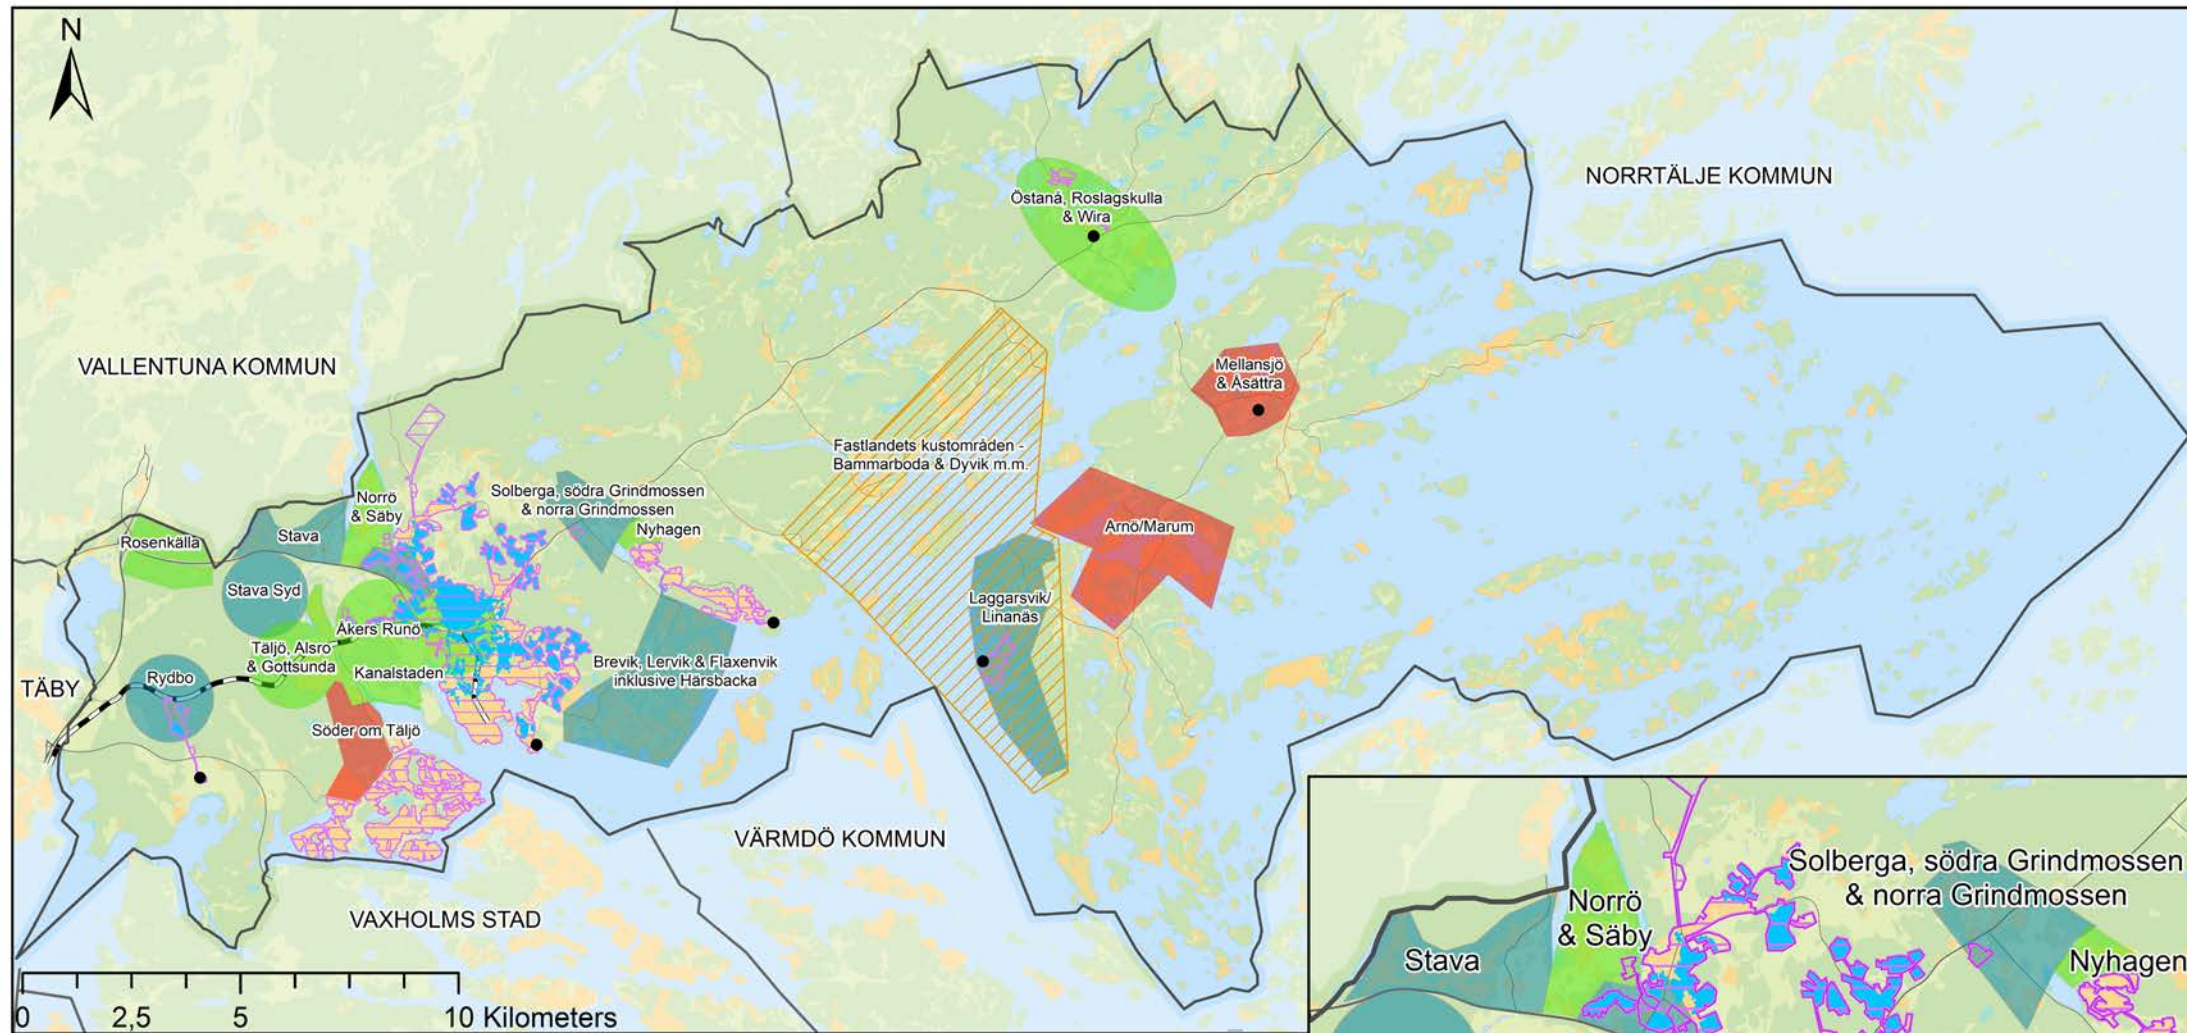 N
NORRTÄLJE KOMMUN
Östanå, Roslagskulla
& Wira
VALLENTUNA KOMMUN
Mellansjö
& Åsättra
Fastlandets kustområden -
Bammarboda & Dyvik m.m.
Norrö
& Säby
Solberga, södra Grindmossen
& norra Grindmossen
Nyhagen
Arnö/Marum
Rosenkälla
Stava
Stava Syd
Laggarsvik/
Linanäs
Åkers Runö
Täljö, Alsro
& Gottsunda
Kanalstaden
Brevik, Lervik & Flaxenvik
inklusive Härsbacka
TÄBY
Rydbo
Söder om Täljö
VÄRMDÖ KOMMUN
VAXHOLMS STAD
0 2,5 5 10 Kilometers
Solberga, södra Grindmossen
& norra Grindmossen
Norrö
& Säby
Stava
Nyhagen